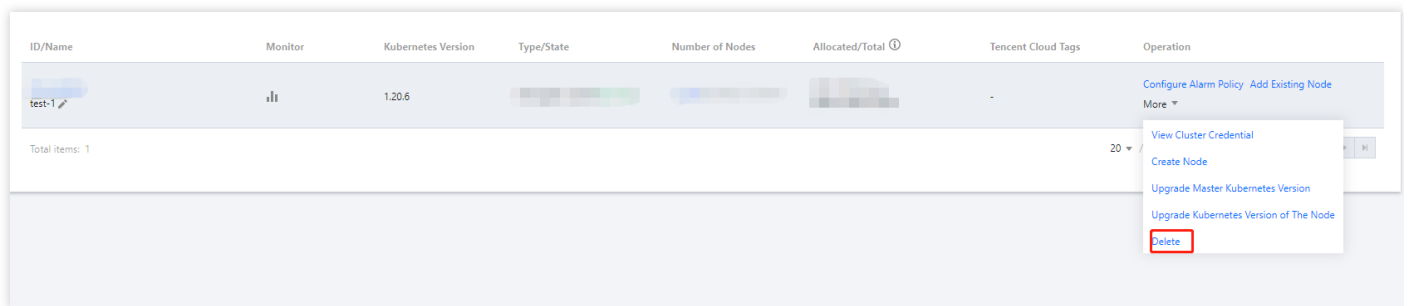 ID/Name Monitor Kubernetes Version Type/State Number of Nodes Allocated/Total Tencent Cloud Tags Operation
test-1 1.20.6 - Configure Alarm Policy Add Existing Node
More
Total items: 1 20 /
View Cluster Credential
Create Node
Upgrade Master Kubernetes Version
Upgrade Kubernetes Version of The Node
Delete